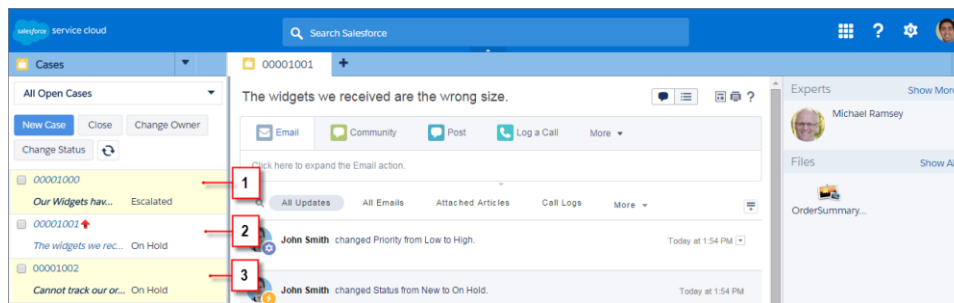 salesforce service cloud
Search Salesforce
Cases
00001001
All Open Cases
The widgets we received are the wrong size.
Experts Show More
New Case Close Change Owner
Michael Ramsey
Email Community Post Log a Call More
Change Status
Click here to expand the Email action.
Files Show Al
00001000
1
Our Widgets hav... Escalated
All Updates All Emails Attached Articles Call Logs More
OrderSummary...
00001001
2
The widgets we rec... On Hold
John Smith changed Priority from Low to High. Today at 1:54 PM
00001002
3
Cannot track our or... On Hold
John Smith changed Status from New to On Hold. Today at 1:54 PM